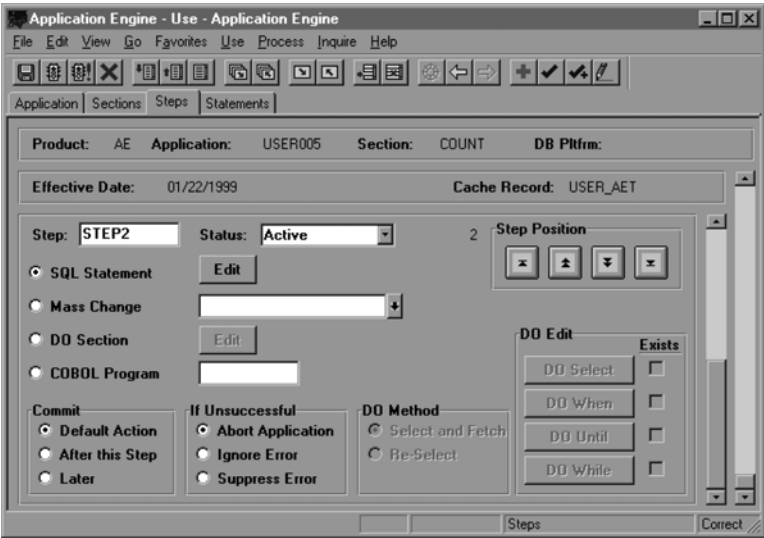 Application Engine - Use - Application Engine
File Edit View Go Favorites Use Process Inquire Help
Application Sections Steps Statements
Product: AE Application: USER005 Section: COUNT DB Pltfrm:
Effective Date: 01/22/1999 Cache Record: USER_AET
Step: STEP2 Status: Active 2 Step Position
SQL Statement Edit
Mass Change
DO Section Edit
COBOL Program
DO Edit Exists
DO Select
DO When
DO Until
DO While
Commit If Unsuccessful DO Method
Default Action Abort Application Select and Fetch
After this Step Ignore Error Re-Select
Later Suppress Error
Steps Correct